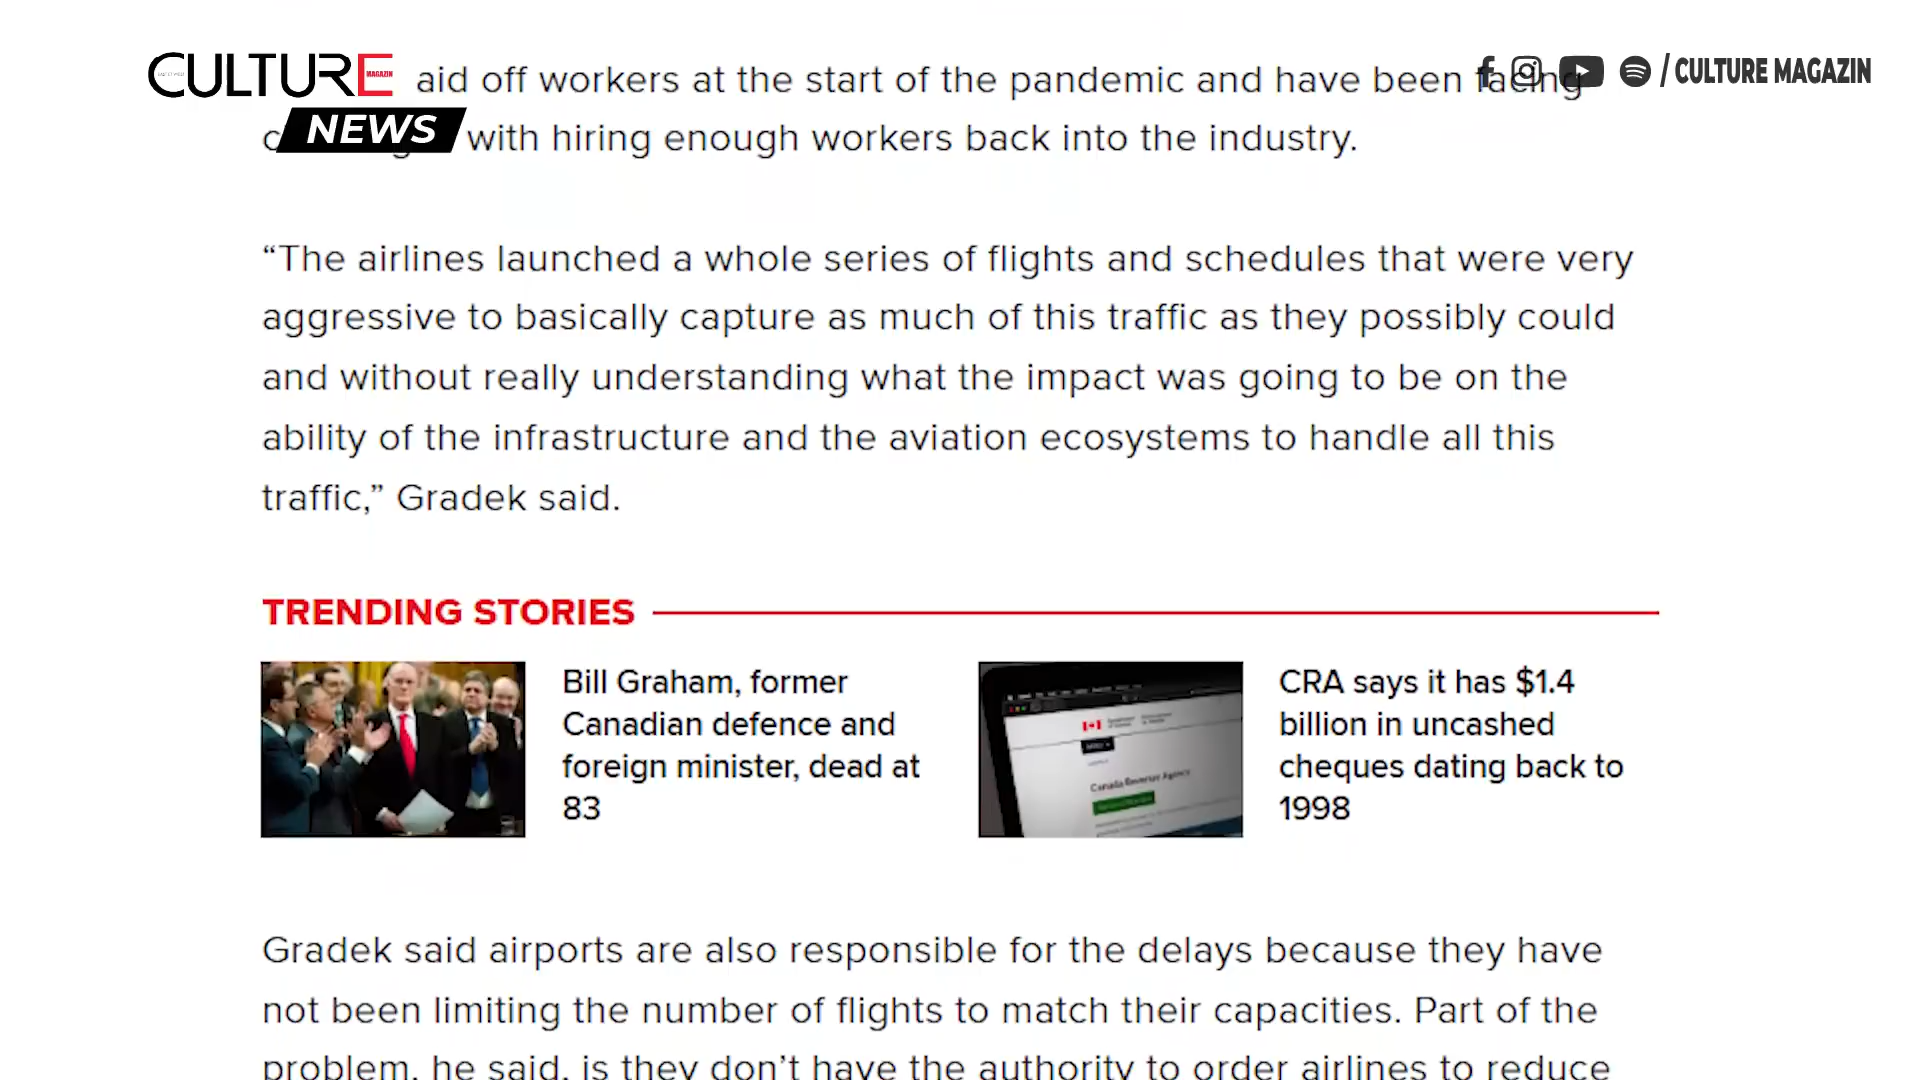 CULTURE
MAGAZIN
NEWS
/ CULTURE MAGAZIN
aid off workers at the start of the pandemic and have been facing
with hiring enough workers back into the industry.
“The airlines launched a whole series of flights and schedules that were very
aggressive to basically capture as much of this traffic as they possibly could
and without really understanding what the impact was going to be on the
ability of the infrastructure and the aviation ecosystems to handle all this
traffic,” Gradek said.
TRENDING STORIES
Bill Graham, former
Canadian defence and
foreign minister, dead at
83
Canada Revenue Agency
CRA says it has $1.4
billion in uncashed
cheques dating back to
1998
Gradek said airports are also responsible for the delays because they have
not been limiting the number of flights to match their capacities. Part of the
problem, he said, is they don’t have the authority to order airlines to reduce